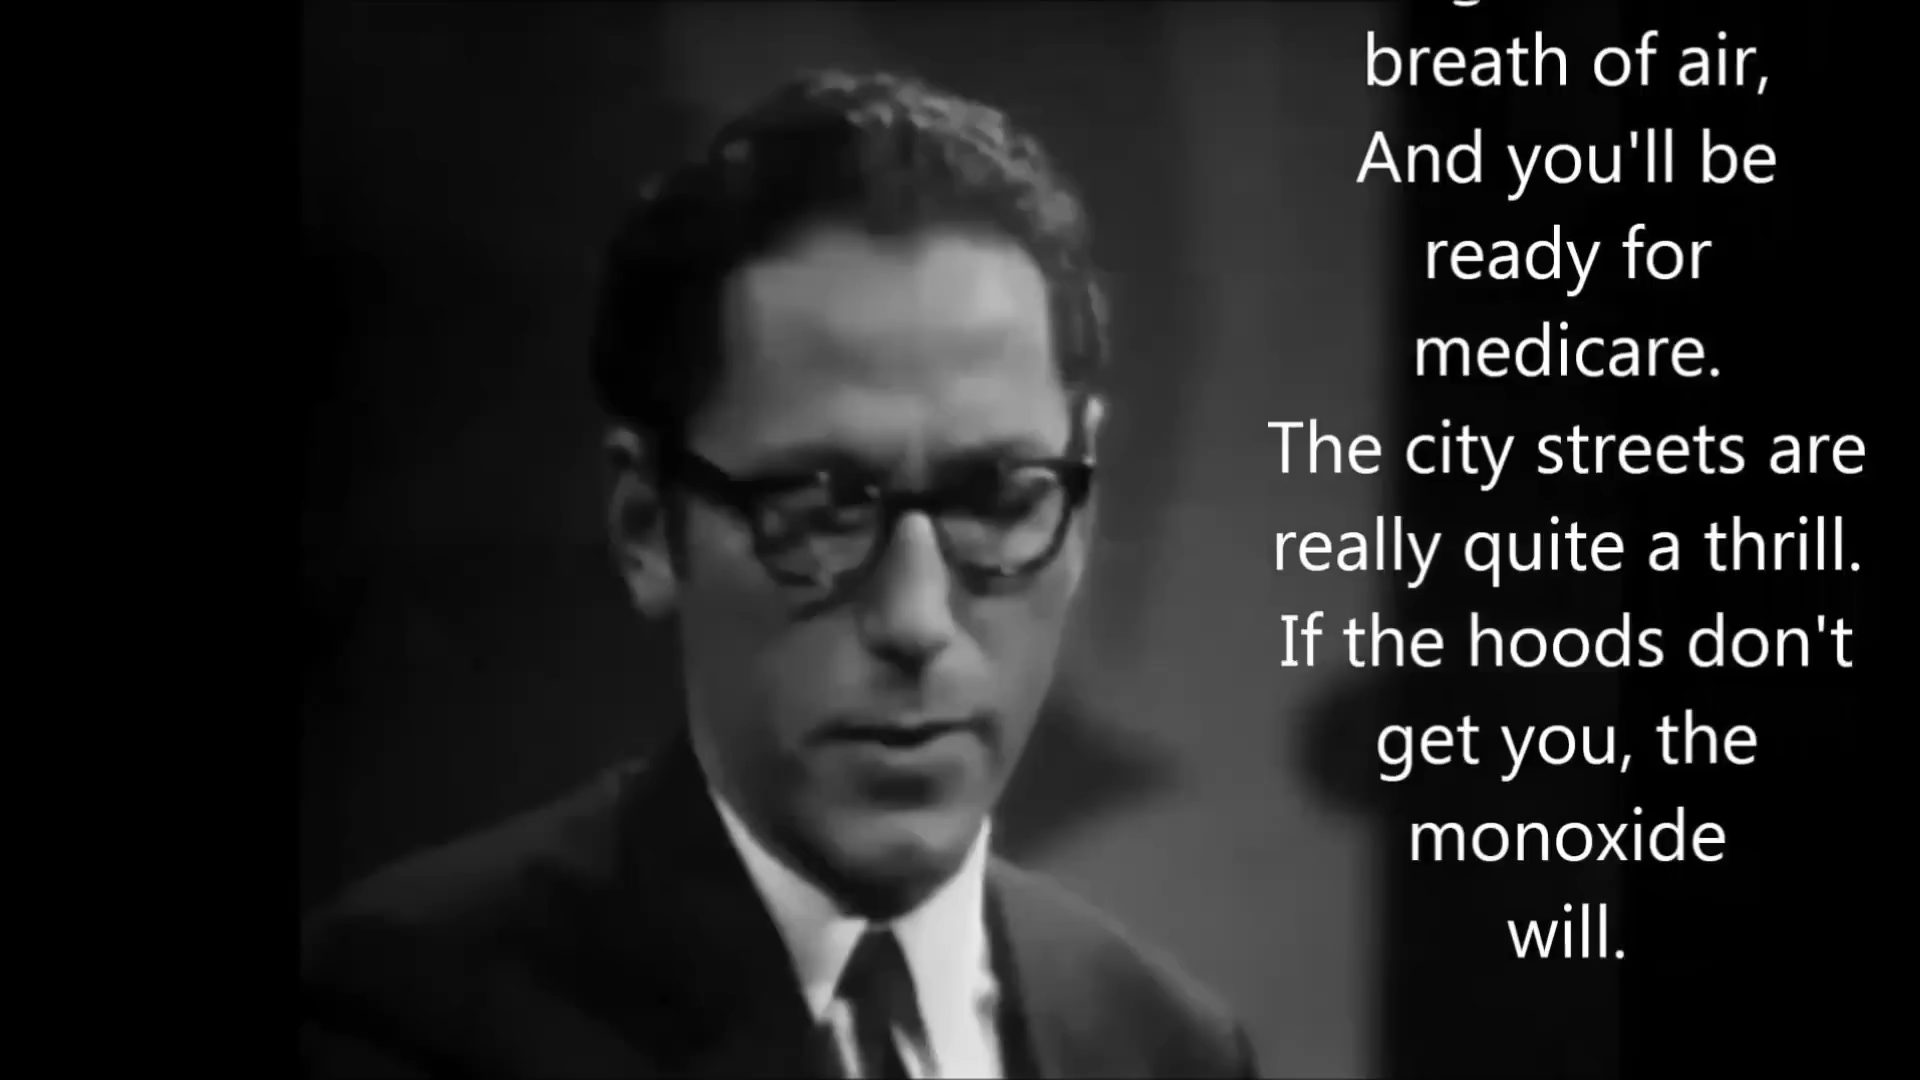 breath of air,
And you'll be
ready for
medicare.
The city streets are
really quite a thrill.
If the hoods don't
get you, the
monoxide
will.